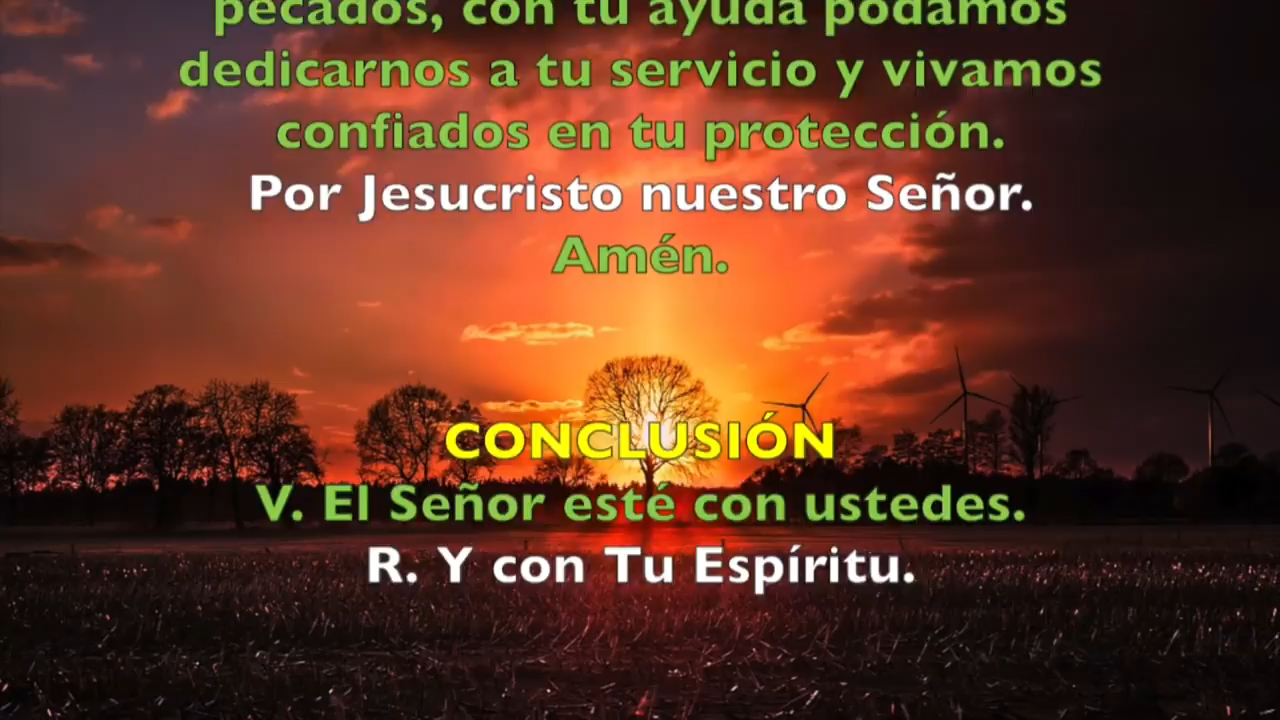 pecados, con tu ayuda podamos
dedicarnos a tu servicio y vivamos
confiados en tu protección.
Por Jesucristo nuestro Señor.
Amén.
CONCLUSIÓN
V. El Señor esté con ustedes.
R. Y con Tu Espíritu.